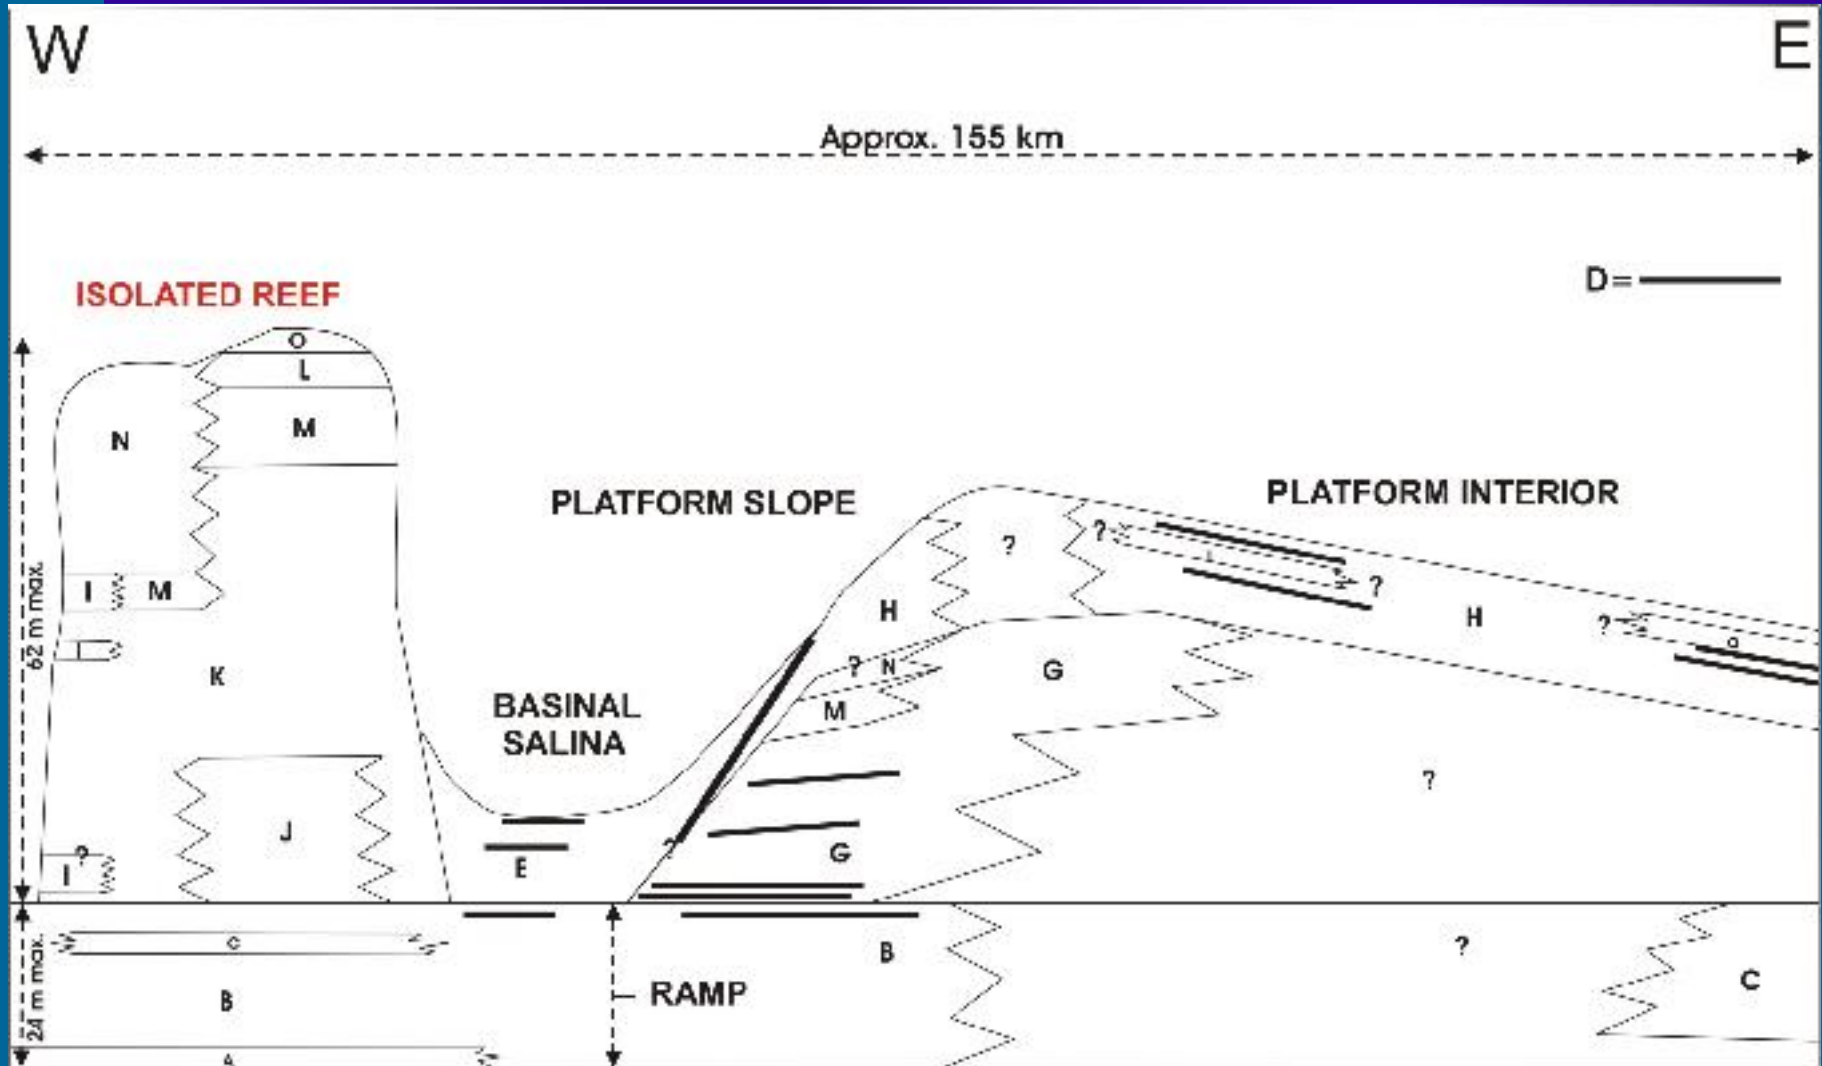 W
E
Approx. 155 km
D=
ISOLATED REEF
O
L
N
M
PLATFORM SLOPE
PLATFORM INTERIOR
?
?
I
?
I
M
H
H
?
62 m max.
I
K
? N
G
M
BASINAL
SALINA
?
J
?
?
I
E
G
24 m max.
B
?
C
B
RAMP
A